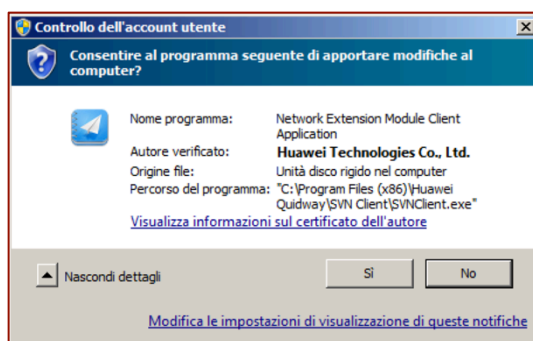 Controllo dell'account utente
Consentire al programma seguente di apportare modifiche al
computer?
Nome programma: Network Extension Module Client
Application
Autore verificato: Huawei Technologies Co., Ltd.
Origine file: Unità disco rigido nel computer
Percorso del programma: "C:\Program Files (x86)\Huawei
Quidway\SVN Client\SVNClient.exe"
Visualizza informazioni sul certificato dell'autore
Nascondi dettagli Sì No
Modifica le impostazioni di visualizzazione di queste notifiche